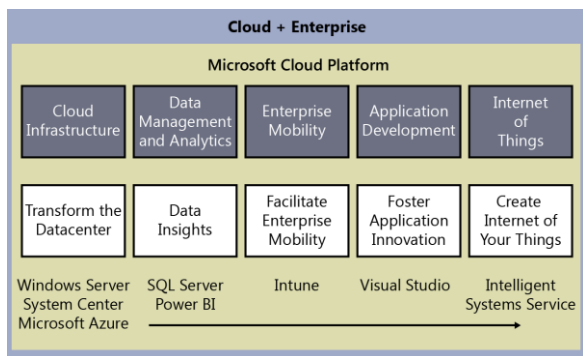 Cloud + Enterprise
Microsoft Cloud Platform
Cloud
Infrastructure
Data
Management
and Analytics
Enterprise
Mobility
Application
Development
Internet
of
Things
Transform the
Datacenter
Data
Insights
Facilitate
Enterprise
Mobility
Foster
Application
Innovation
Create
Internet of
Your Things
Windows Server
System Center
Microsoft Azure
SQL Server
Power BI
Intune
Visual Studio
Intelligent
Systems Service